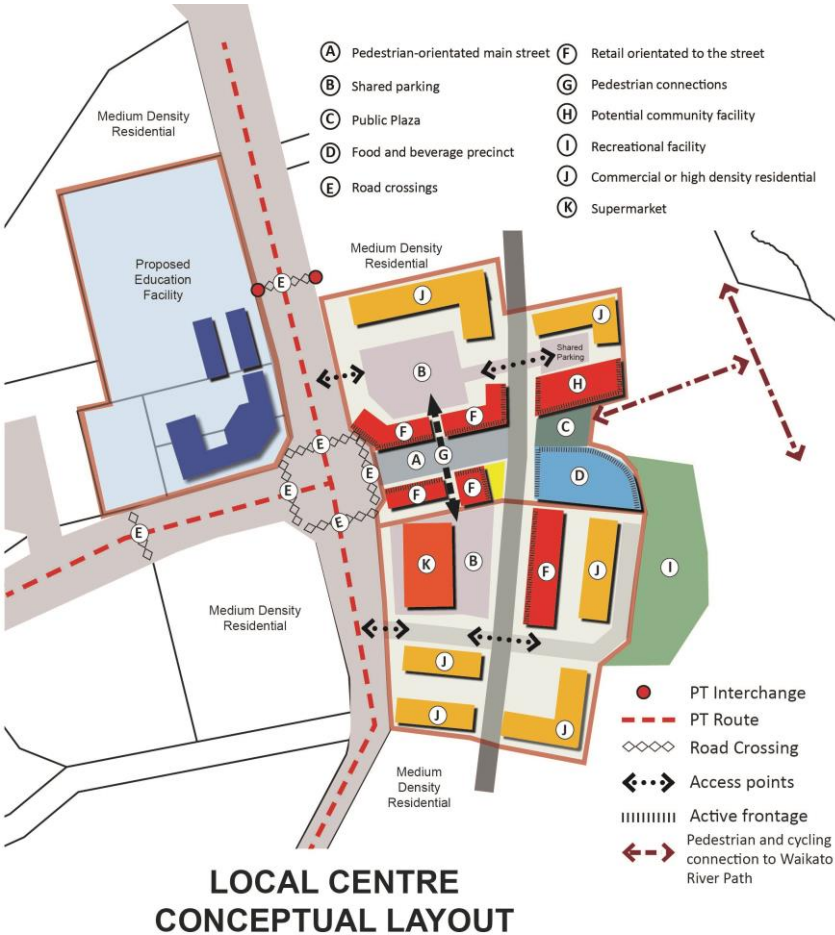 A Pedestrian-orientated main street
B Shared parking
C Public Plaza
D Food and beverage precinct
E Road crossings
F Retail orientated to the street
G Pedestrian connections
H Potential community facility
I Recreational facility
J Commercial or high density residential
K Supermarket
Medium Density
Residential
Proposed
Education
Facility
E
Medium Density
Residential
J
J
Shared
Parking
B
H
F
F
C
A
G
E
E
E
E
E
F
F
D
K
B
F
J
I
Medium Density
Residential
J
J
J
Medium
Density
Residential
PT Interchange
PT Route
Road Crossing
Access points
Active frontage
Pedestrian and cycling
connection to Waikato
River Path
LOCAL CENTRE
CONCEPTUAL LAYOUT